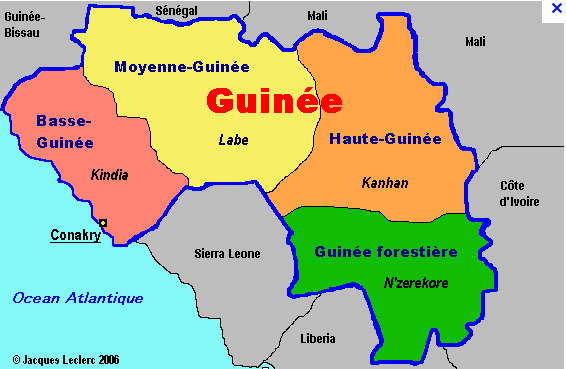 Guinée-
Bissau
Sénégal
Mali
Mali
Moyenne-Guinée
Guinée
Basse-
Guinée
Labe
Haute-Guinée
Kindia
Kanhan
Côte
d'Ivoire
Conakry
Sierra Leone
Guinée forestière
N'zerekore
Ocean Atlantique
Liberia
© Jacques Leclerc 2006